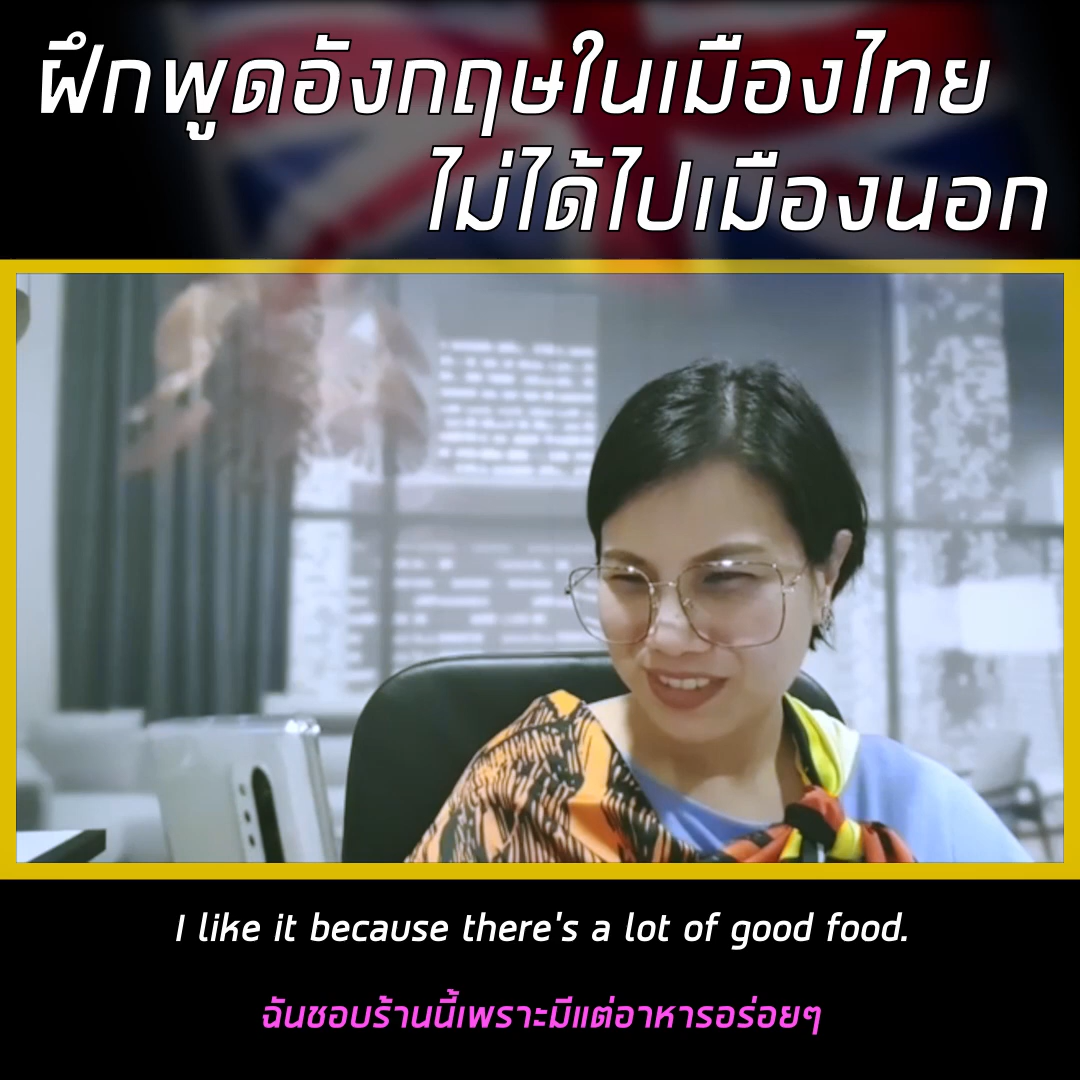 ฝึกพูดอังกฤษในเมืองไทย
ไม่ได้ไปเมืองนอก
I like it because there's a lot of good food.
ฉันชอบร้านนี้เพราะมีแต่อาหารอร่อยๆ